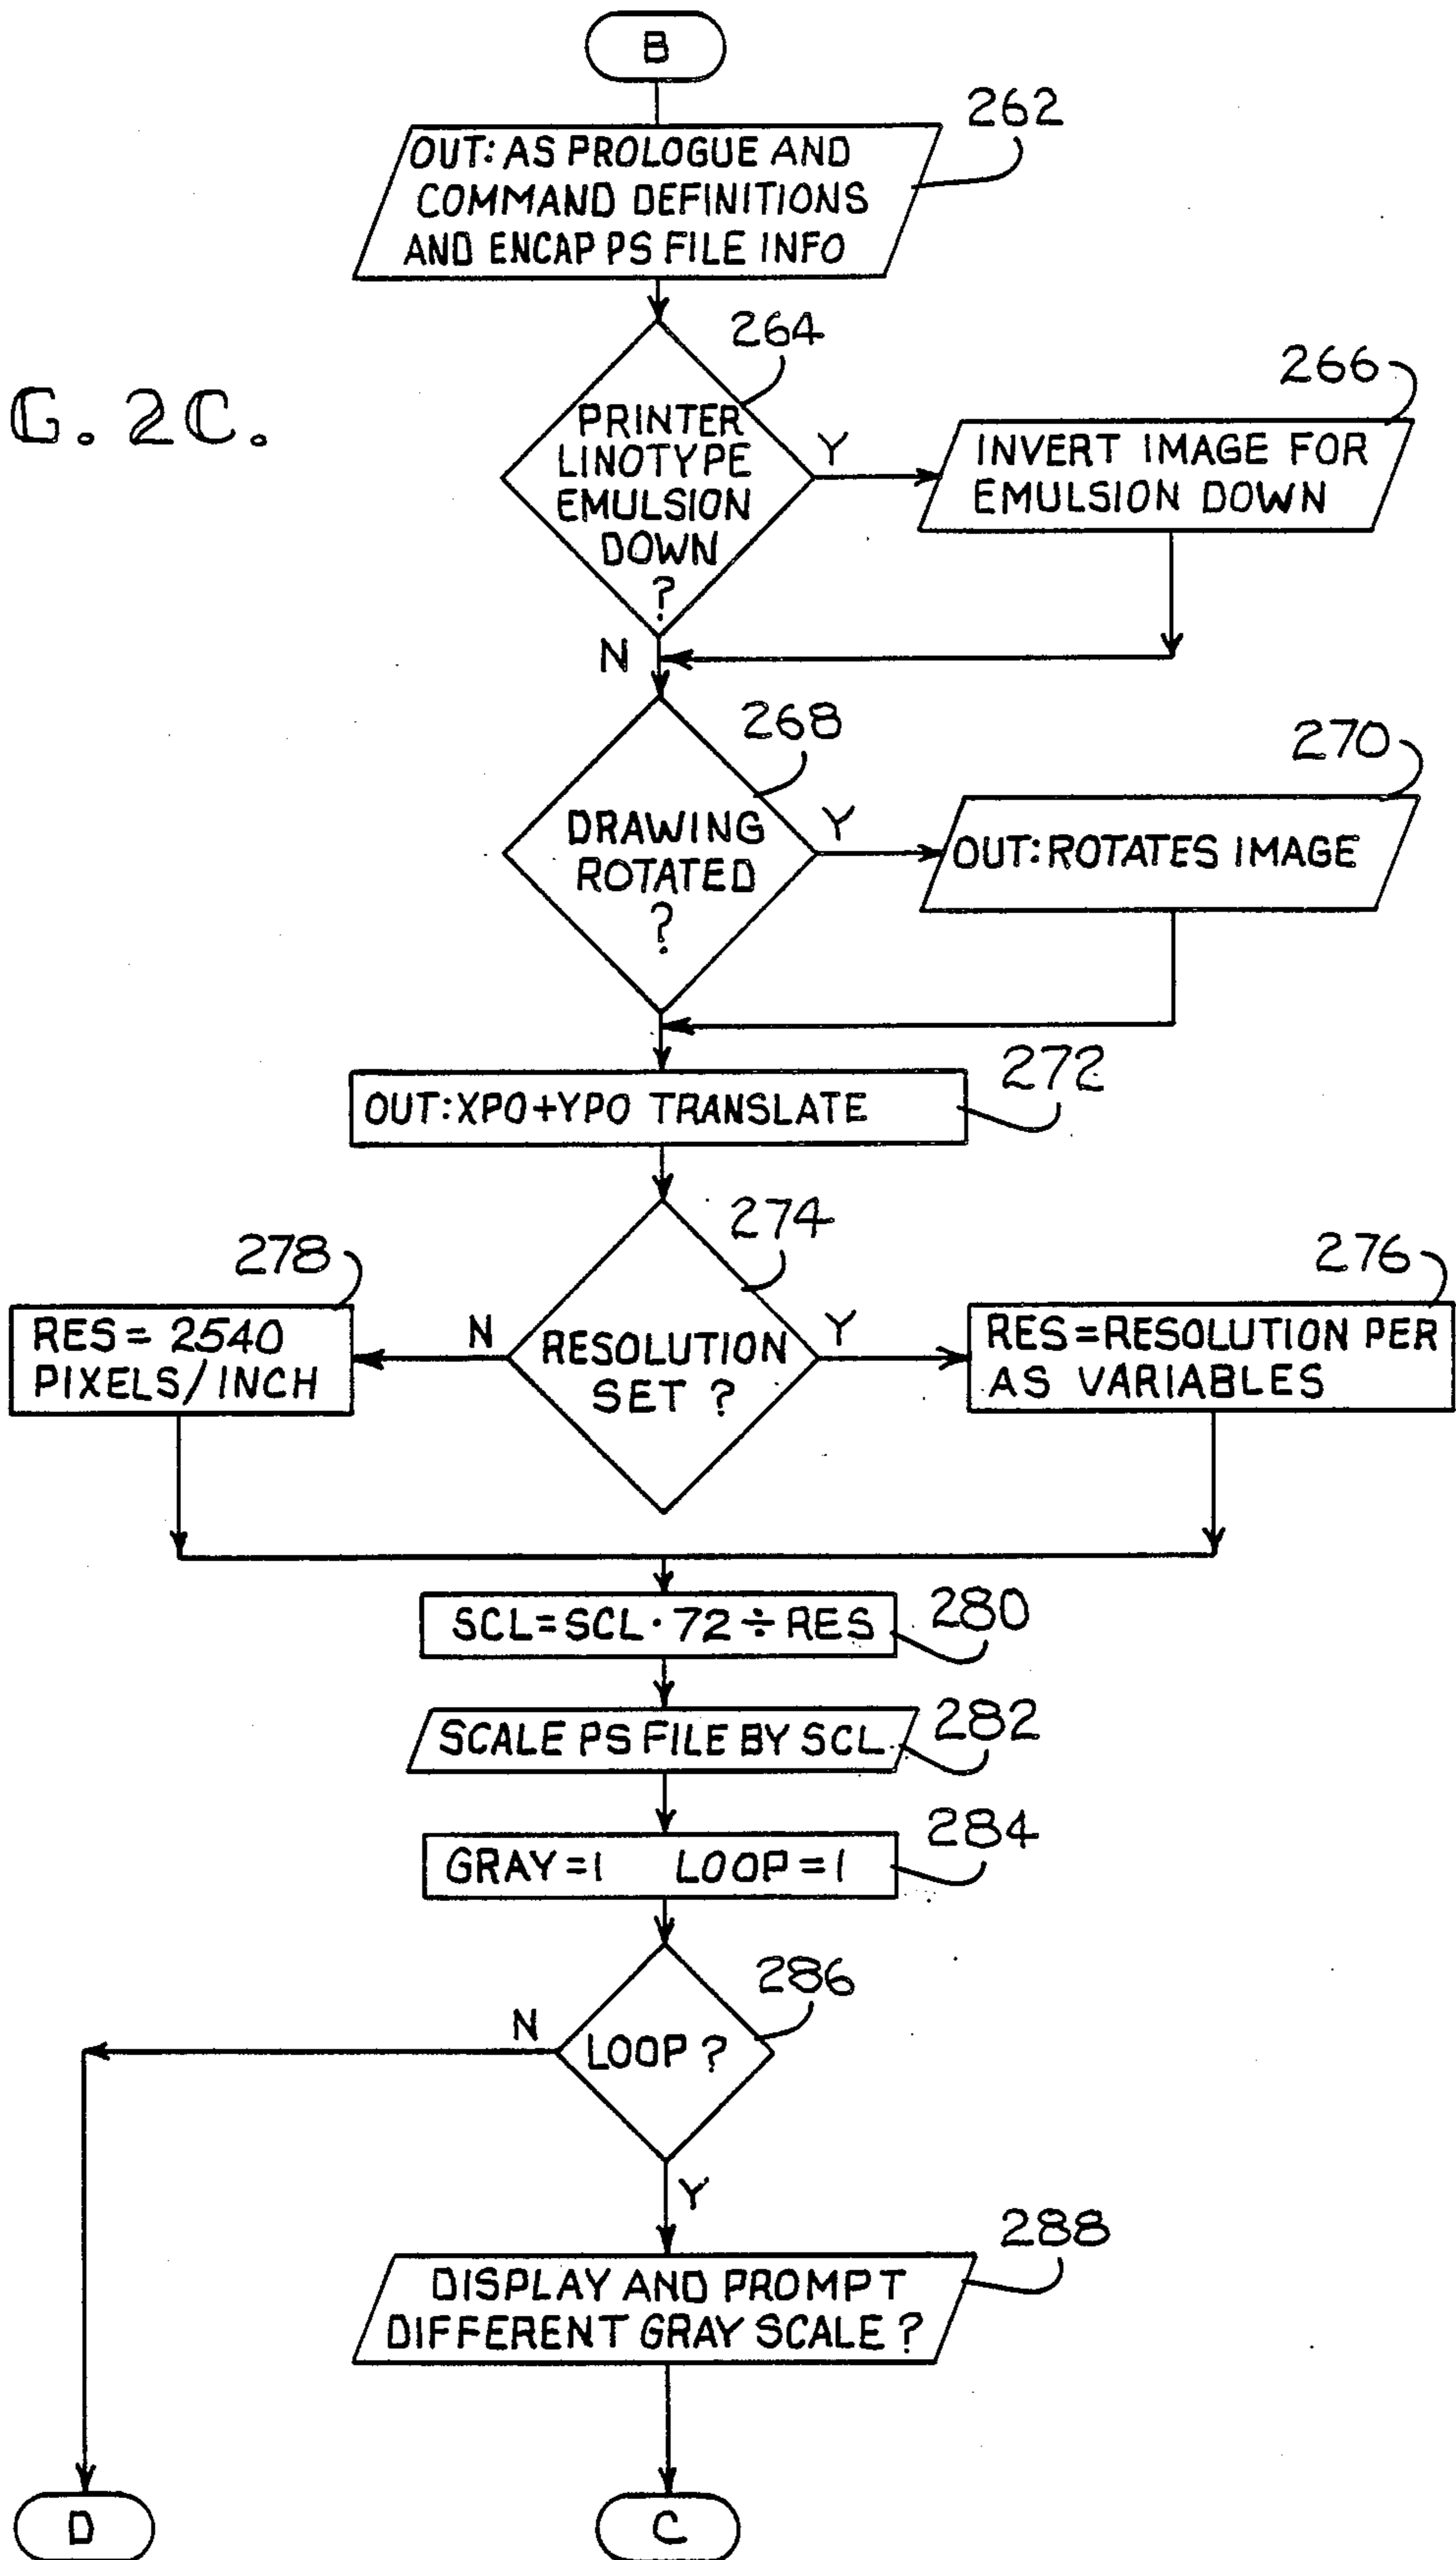 B
262
OUT: AS PROLOGUE AND
COMMAND DEFINITIONS
AND ENCAP PS FILE INFO
264
266
G. 2C.
PRINTER
LINOTYPE
EMULSION
DOWN
?
Y
INVERT IMAGE FOR
EMULSION DOWN
N
268
270
DRAWING
ROTATED
?
Y
OUT: ROTATES IMAGE
272
OUT: XPO+YPO TRANSLATE
274
278
276
RES = 2540
PIXELS/INCH
N
RESOLUTION
SET ?
Y
RES = RESOLUTION PER
AS VARIABLES
280
SCL = SCL · 72 ÷ RES
282
SCALE PS FILE BY SCL
284
GRAY = 1 LOOP = 1
286
N
LOOP ?
Y
288
DISPLAY AND PROMPT
DIFFERENT GRAY SCALE ?
D
C